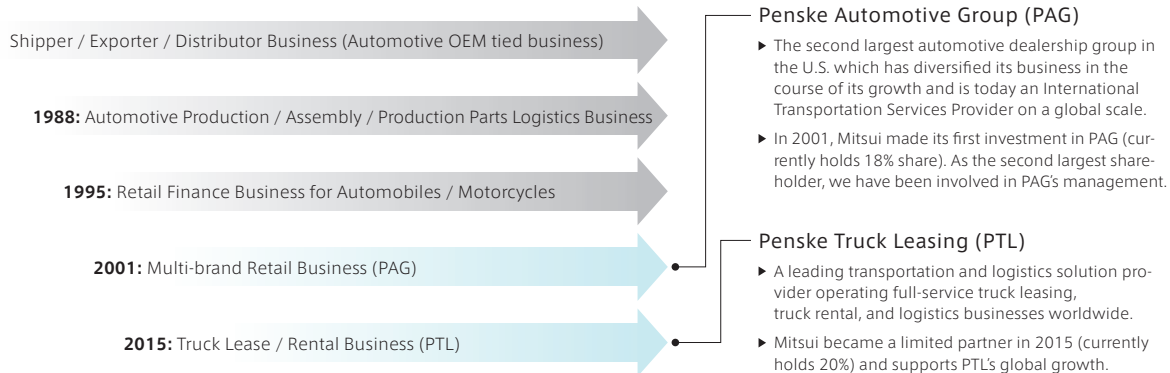 Shipper / Exporter / Distributor Business (Automotive OEM tied business)
1988: Automotive Production / Assembly / Production Parts Logistics Business
1995: Retail Finance Business for Automobiles / Motorcycles
2001: Multi-brand Retail Business (PAG)
2015: Truck Lease / Rental Business (PTL)
Penske Automotive Group (PAG)
▶ The second largest automotive dealership group in
the U.S. which has diversified its business in the
course of its growth and is today an International
Transportation Services Provider on a global scale.
▶ In 2001, Mitsui made its first investment in PAG (cur-
rently holds 18% share). As the second largest share-
holder, we have been involved in PAG's management.
Penske Truck Leasing (PTL)
▶ A leading transportation and logistics solution pro-
vider operating full-service truck leasing,
truck rental, and logistics businesses worldwide.
▶ Mitsui became a limited partner in 2015 (currently
holds 20%) and supports PTL's global growth.